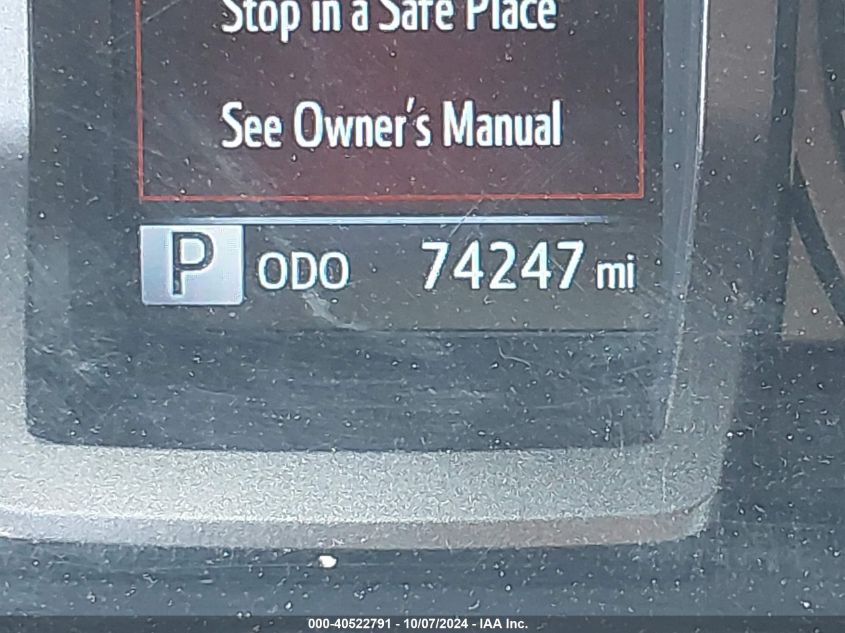 Stop in a Safe Place
See Owner's Manual
P ODO 74247 mi
000-40522791 - 10/07/2024 - IAA Inc.